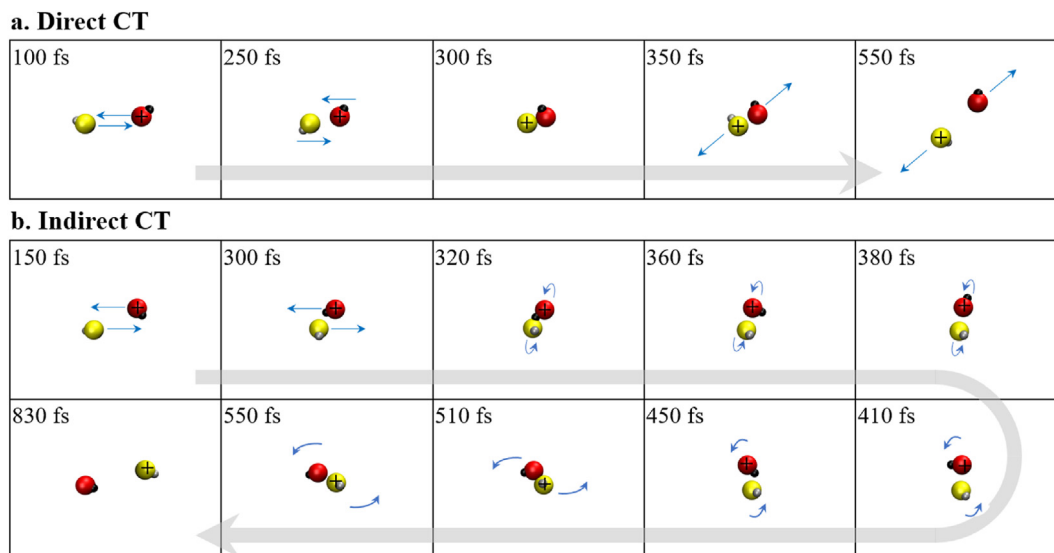 a. Direct CT
100 fs 250 fs 300 fs 350 fs 550 fs
+ + + + +
b. Indirect CT
150 fs 300 fs 320 fs 360 fs 380 fs
+ + + + +
830 fs 550 fs 510 fs 450 fs 410 fs
+ + + + +